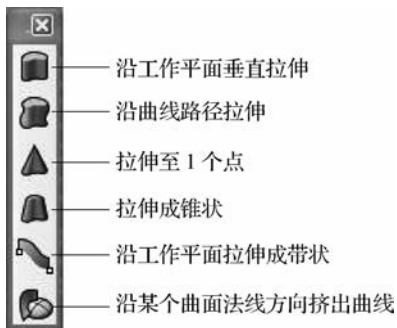 沿工作平面垂直拉伸
沿曲线路径拉伸
拉伸至1个点
拉伸成锥状
沿工作平面拉伸成带状
沿某个曲面法线方向挤出曲线